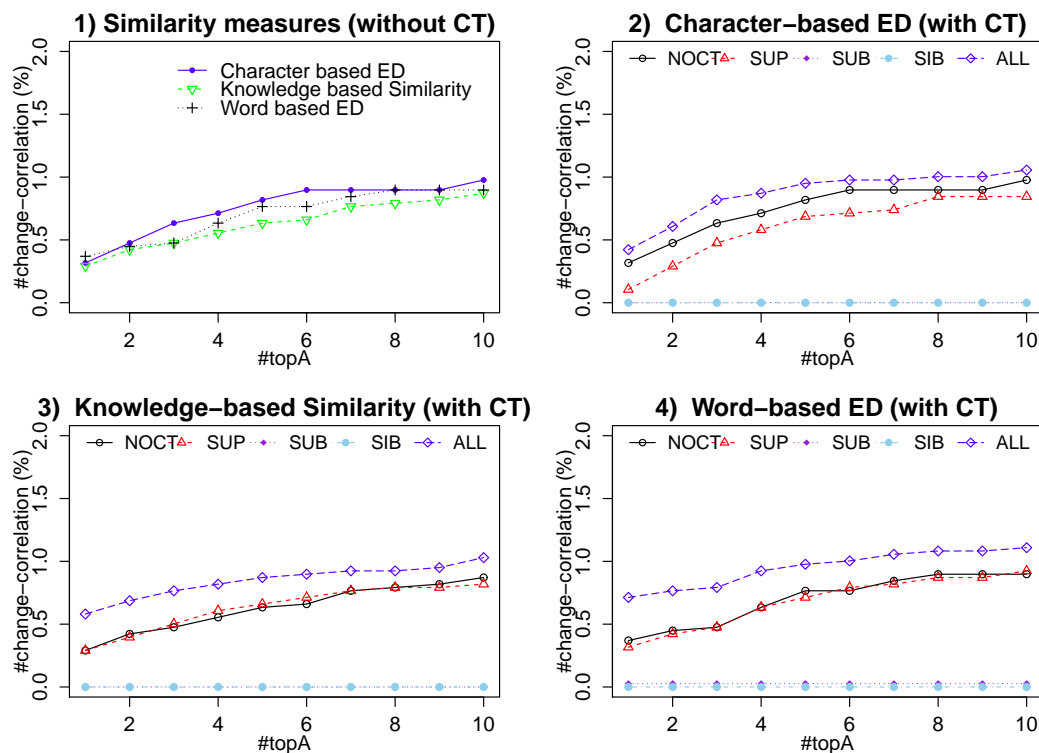 1) Similarity measures (without CT)
#change−correlation (%)
0.0 0.5 1.0 1.5 2.0
Character based ED
Knowledge based Similarity
Word based ED
2 4 6 8 10
#topA
2) Character−based ED (with CT)
#change−correlation (%)
0.0 0.5 1.0 1.5 2.0
NOCT SUP SUB SIB ALL
2 4 6 8 10
#topA
3) Knowledge−based Similarity (with CT)
#change−correlation (%)
0.0 0.5 1.0 1.5 2.0
NOCT SUP SUB SIB ALL
2 4 6 8 10
#topA
4) Word−based ED (with CT)
#change−correlation (%)
0.0 0.5 1.0 1.5 2.0
NOCT SUP SUB SIB ALL
2 4 6 8 10
#topA